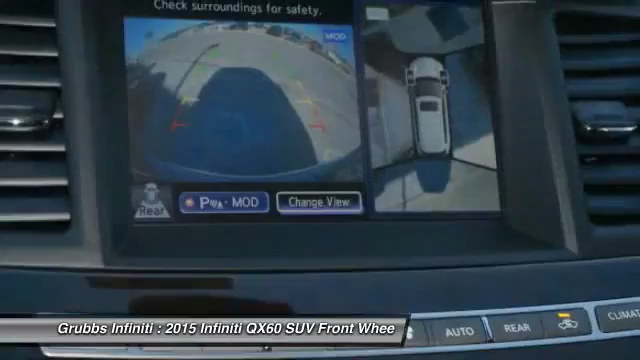 Check surroundings for safety.
MOD
Rear
P · MOD
Change View
Grubbs Infiniti : 2015 Infiniti QX60 SUV Front Whee
AUTO
REAR
CLIMAT